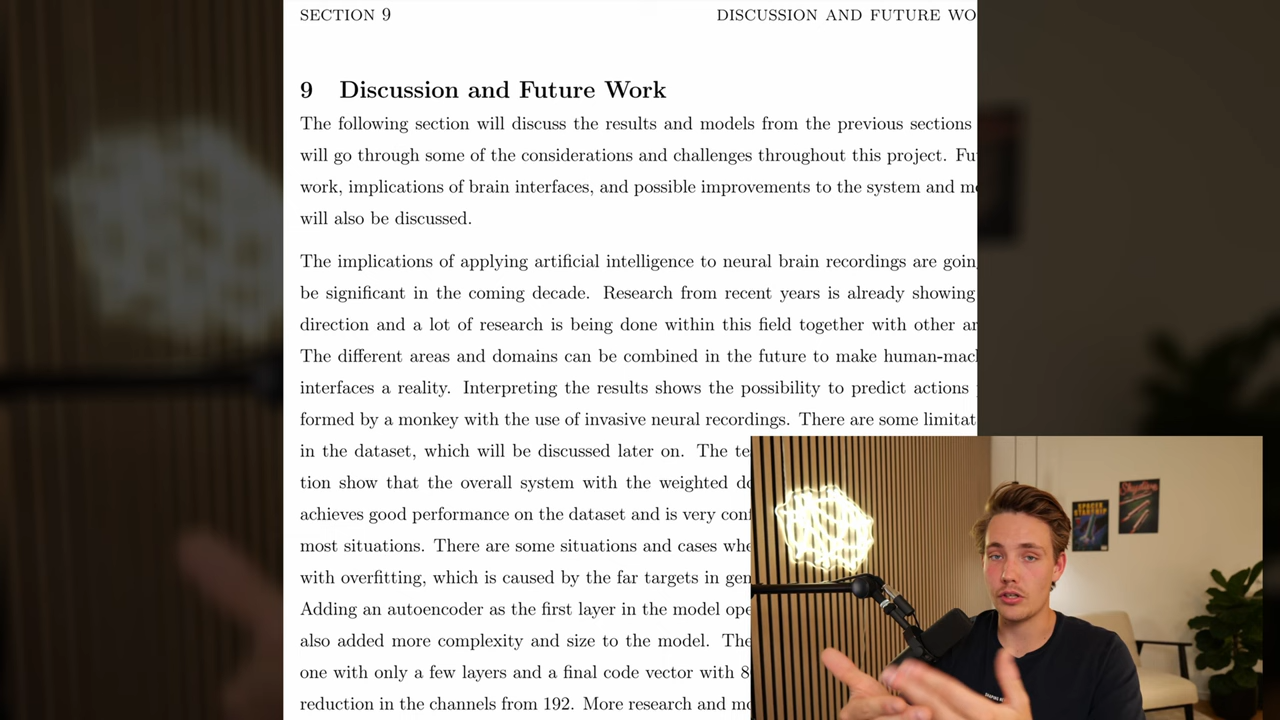 SECTION 9 DISCUSSION AND FUTURE WO
9 Discussion and Future Work
The following section will discuss the results and models from the previous sections
will go through some of the considerations and challenges throughout this project. Fu
work, implications of brain interfaces, and possible improvements to the system and m
will also be discussed.
The implications of applying artificial intelligence to neural brain recordings are goin
be significant in the coming decade. Research from recent years is already showing
direction and a lot of research is being done within this field together with other ar
The different areas and domains can be combined in the future to make human-mac
interfaces a reality. Interpreting the results shows the possibility to predict actions
formed by a monkey with the use of invasive neural recordings. There are some limitat
in the dataset, which will be discussed later on. The te
tion show that the overall system with the weighted do
achieves good performance on the dataset and is very con
most situations. There are some situations and cases whe
with overfitting, which is caused by the far targets in gen
Adding an autoencoder as the first layer in the model ope
also added more complexity and size to the model. The
one with only a few layers and a final code vector with 8
reduction in the channels from 192. More research and mo
SPACEX
STARSHIP